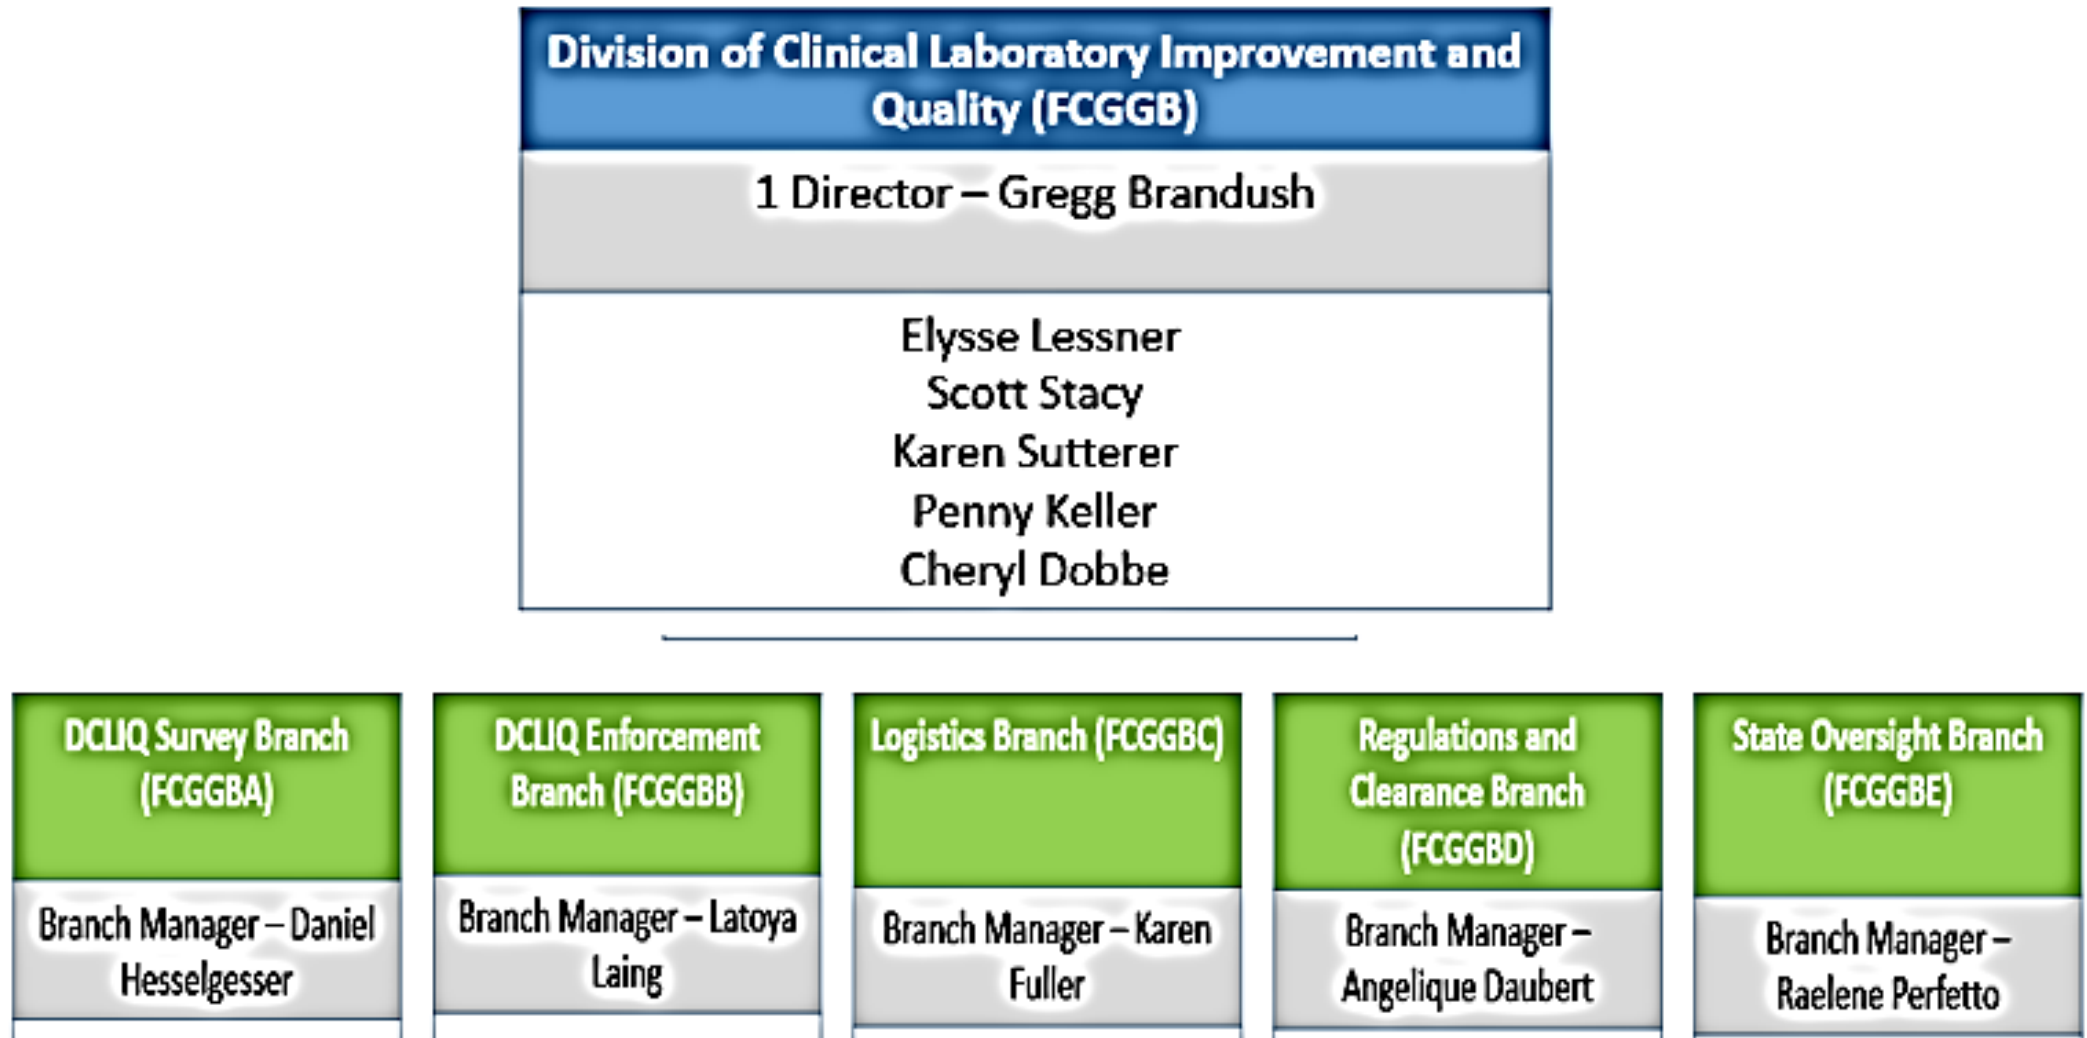 Division of Clinical Laboratory Improvement and
Quality (FCGGB)
1 Director – Gregg Brandush
Elysse Lessner
Scott Stacy
Karen Sutterer
Penny Keller
Cheryl Dobbe
DCLIQ Survey Branch
(FCGGBA)
Branch Manager – Daniel
Hesselgesser
DCLIQ Enforcement
Branch (FCGGBB)
Branch Manager – Latoya
Laing
Logistics Branch (FCGGBC)
Branch Manager – Karen
Fuller
Regulations and
Clearance Branch
(FCGGBD)
Branch Manager –
Angelique Daubert
State Oversight Branch
(FCGGBE)
Branch Manager –
Raelene Perfetto